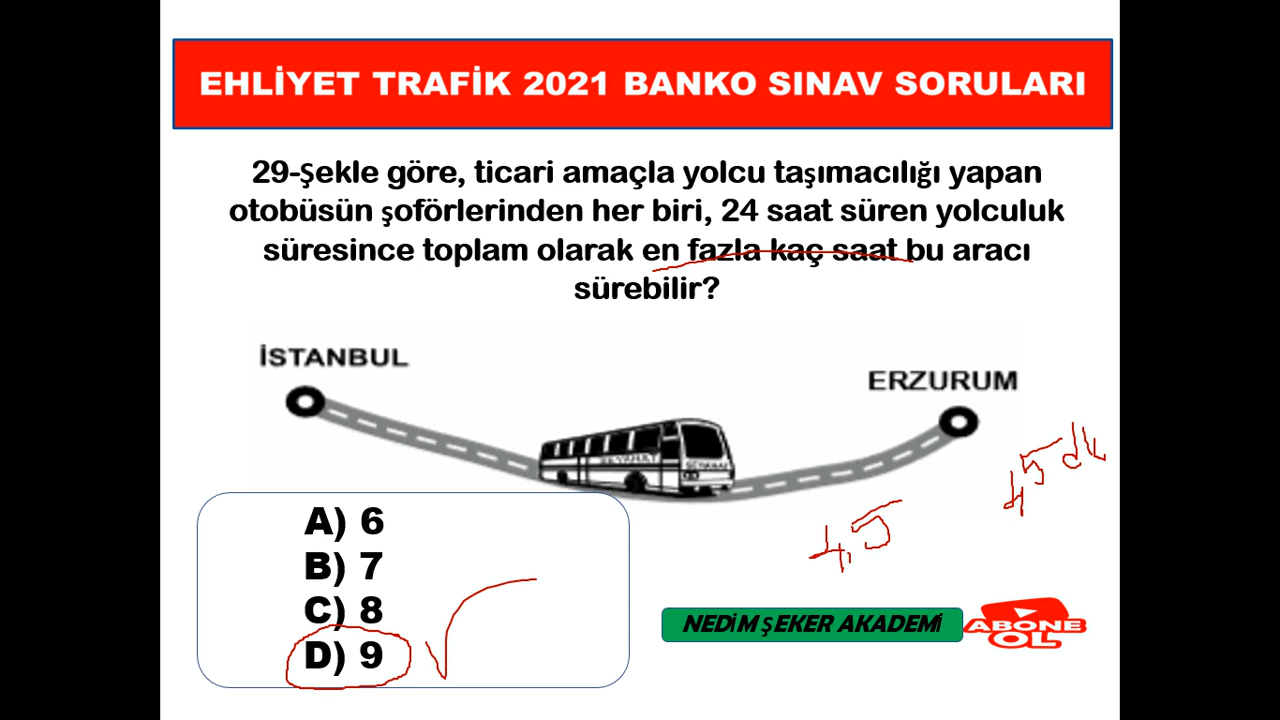 EHLİYET TRAFİK 2021 BANKO SINAV SORULARI
29-Şekle göre, ticari amaçla yolcu taşımacılığı yapan
otobüsün şoförlerinden her biri, 24 saat süren yolculuk
süresince toplam olarak en fazla kaç saat bu aracı
sürebilir?
İSTANBUL
ERZURUM
SEYAHAT
45 dk
4,5
A) 6
B) 7
C) 8
D) 9
NEDİM ŞEKER AKADEMİ
ABONE
OL